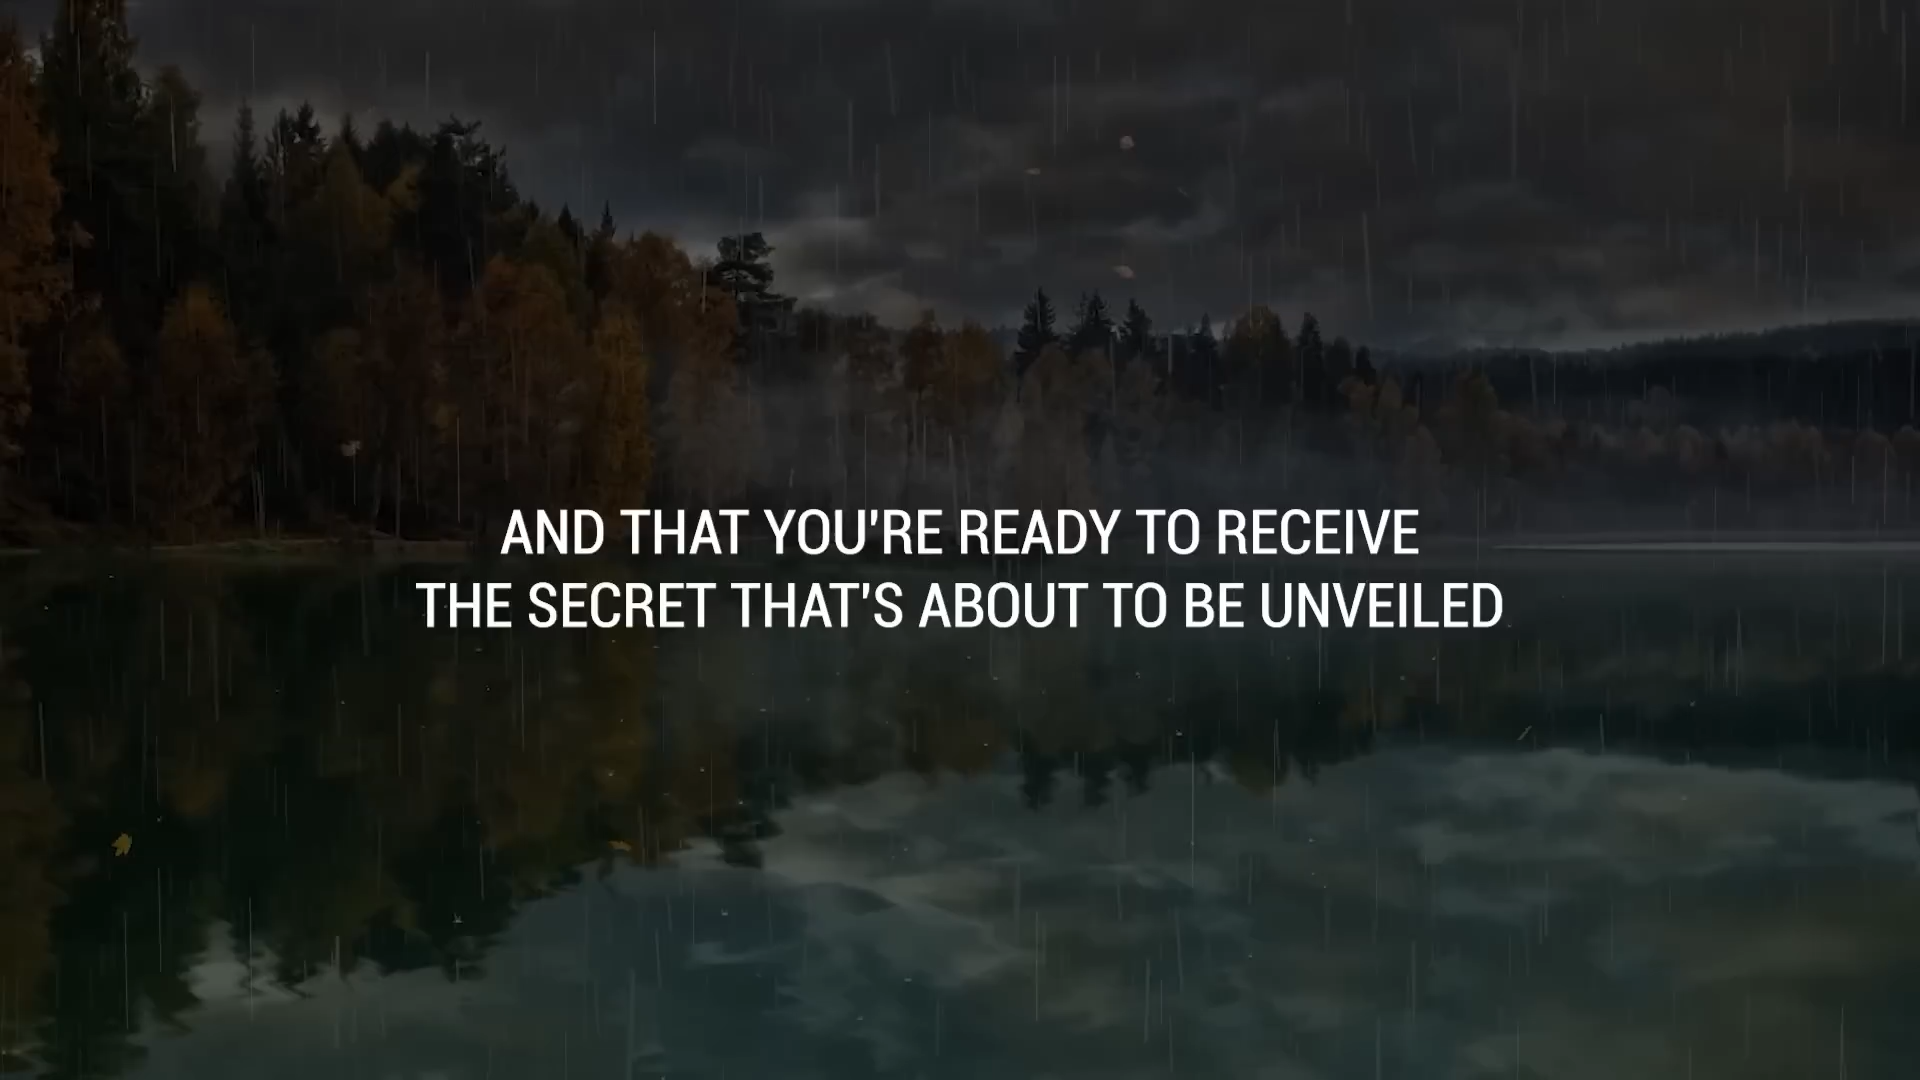 AND THAT YOU'RE READY TO RECEIVE
THE SECRET THAT'S ABOUT TO BE UNVEILED